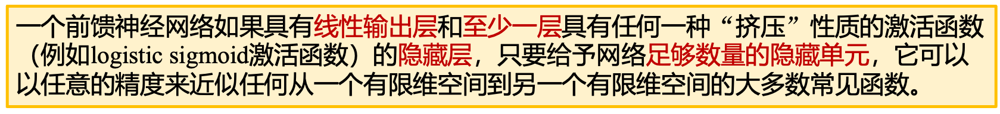 一个前馈神经网络如果具有线性输出层和至少一层具有任何一种“挤压”性质的激活函数
（例如logistic sigmoid激活函数）的隐藏层，只要给予网络足够数量的隐藏单元，它可以
以任意的精度来近似任何从一个有限维空间到另一个有限维空间的大多数常见函数。